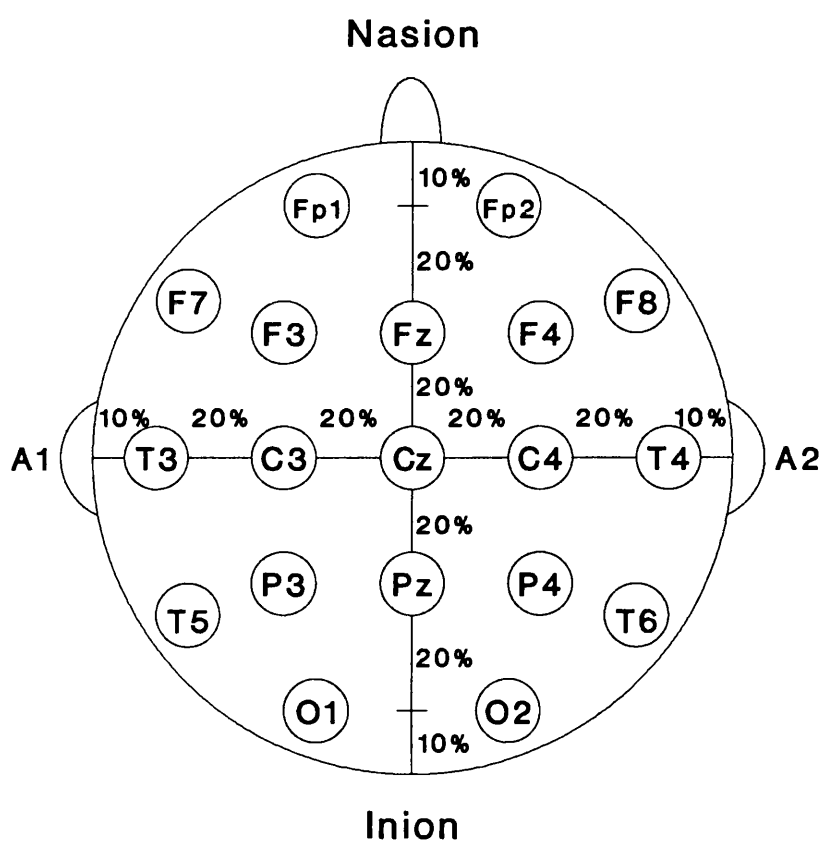 Nasion
10%
Fp1 Fp2
20%
F7 F8
F3 Fz F4
20%
10% 20% 20% 20% 20% 10%
A1 T3 C3 Cz C4 T4 A2
20%
P3 Pz P4
T5 T6
20%
O1 O2
10%
Inion